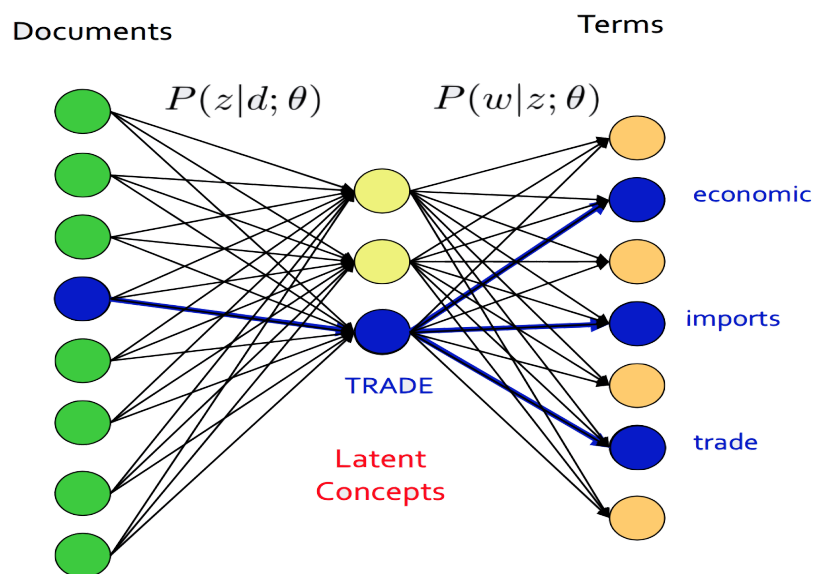 Documents
Terms
P(z|d; θ)
P(w|z; θ)
economic
imports
TRADE
trade
Latent
Concepts